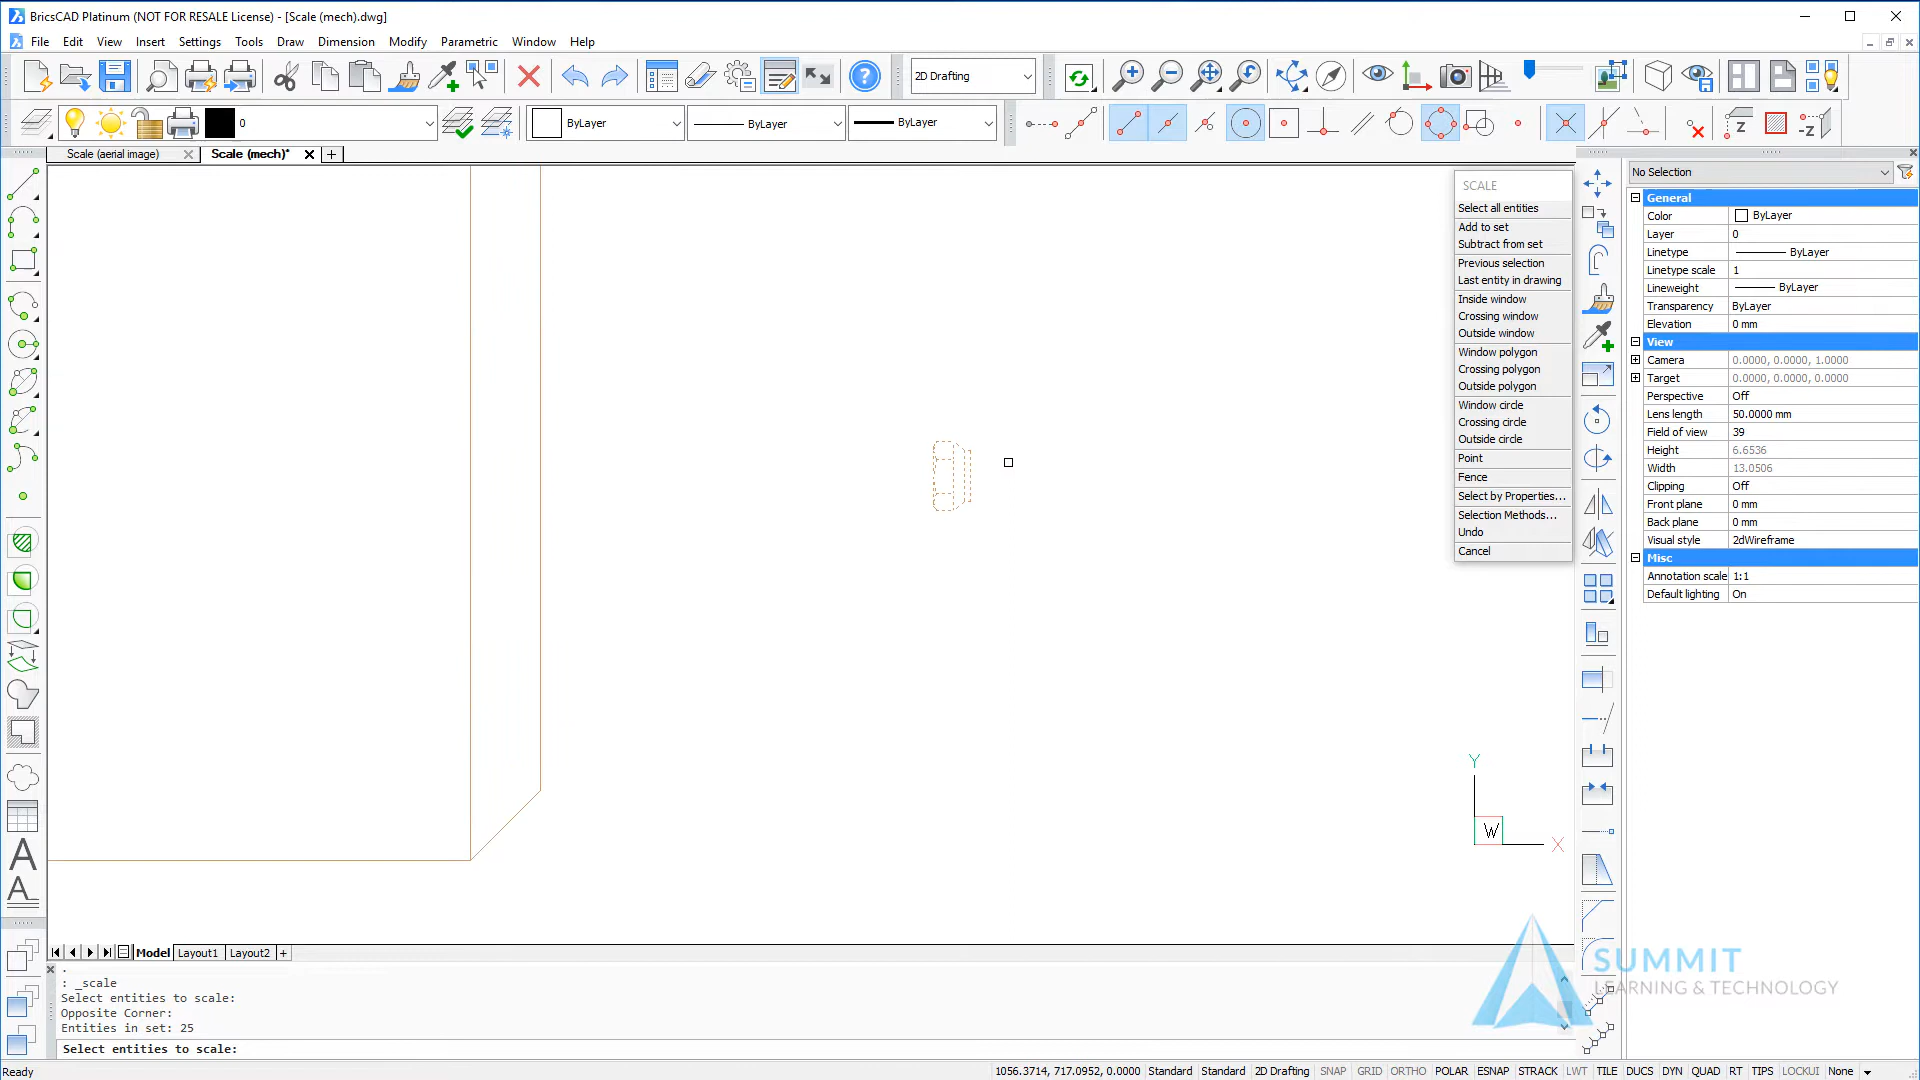 BricsCAD Platinum (NOT FOR RESALE License) - [Scale (mech).dwg]
File Edit View Insert Settings Tools Draw Dimension Modify Parametric Window Help
2D Drafting
0 ByLayer ByLayer ByLayer
Scale (aerial image) Scale (mech)*
SCALE
Select all entities
Add to set
Subtract from set
Previous selection
Last entity in drawing
Inside window
Crossing window
Outside window
Window polygon
Crossing polygon
Outside polygon
Window circle
Crossing circle
Outside circle
Point
Fence
Select by Properties...
Selection Methods...
Undo
Cancel
No Selection
General
Color ByLayer
Layer 0
Linetype ByLayer
Linetype scale 1
Lineweight ByLayer
Transparency ByLayer
Elevation 0 mm
View
Camera 0.0000, 0.0000, 1.0000
Target 0.0000, 0.0000, 0.0000
Perspective Off
Lens length 50.0000 mm
Field of view 39
Height 6.6536
Width 13.0506
Clipping Off
Front plane 0 mm
Back plane 0 mm
Visual style 2dWireframe
Misc
Annotation scale 1:1
Default lighting On
Y
W
X
Model Layout1 Layout2 +
: _scale
Select entities to scale:
Opposite Corner:
Entities in set: 25
Select entities to scale:
SUMMIT
LEARNING & TECHNOLOGY
Ready 1056.3714, 717.0952, 0.0000 Standard Standard 2D Drafting SNAP GRID ORTHO POLAR ESNAP STRACK LWT TILE DUCS DYN QUAD RT TIPS LOCKUI None